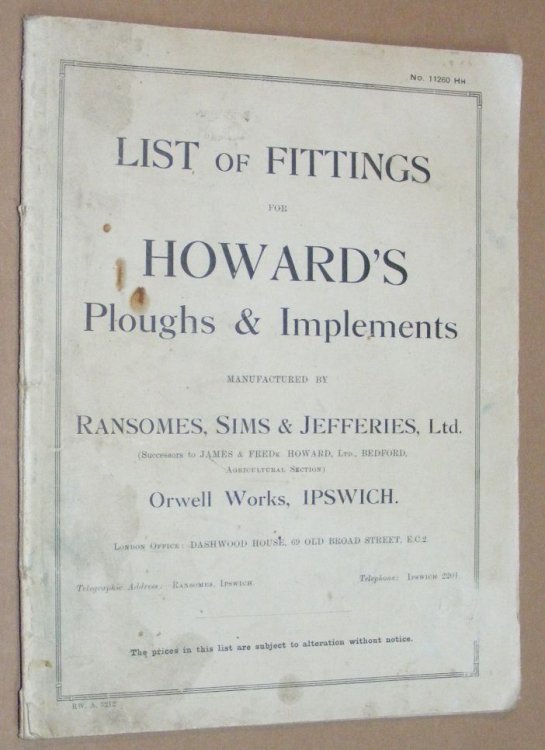 No. 11260 HH
LIST OF FITTINGS
FOR
HOWARD'S
Ploughs & Implements
MANUFACTURED BY
RANSOMES, SIMS & JEFFERIES, Ltd.
(Successors to JAMES & FREDK HOWARD, LTD., BEDFORD,
AGRICULTURAL SECTION)
Orwell Works, IPSWICH.
LONDON OFFICE: DASHWOOD HOUSE, 69 OLD BROAD STREET, E.C.2.
Telegraphic Address: RANSOMES, IPSWICH.
Telephone: IPSWICH 2201.
The prices in this list are subject to alteration without notice.
RW. A. 5212